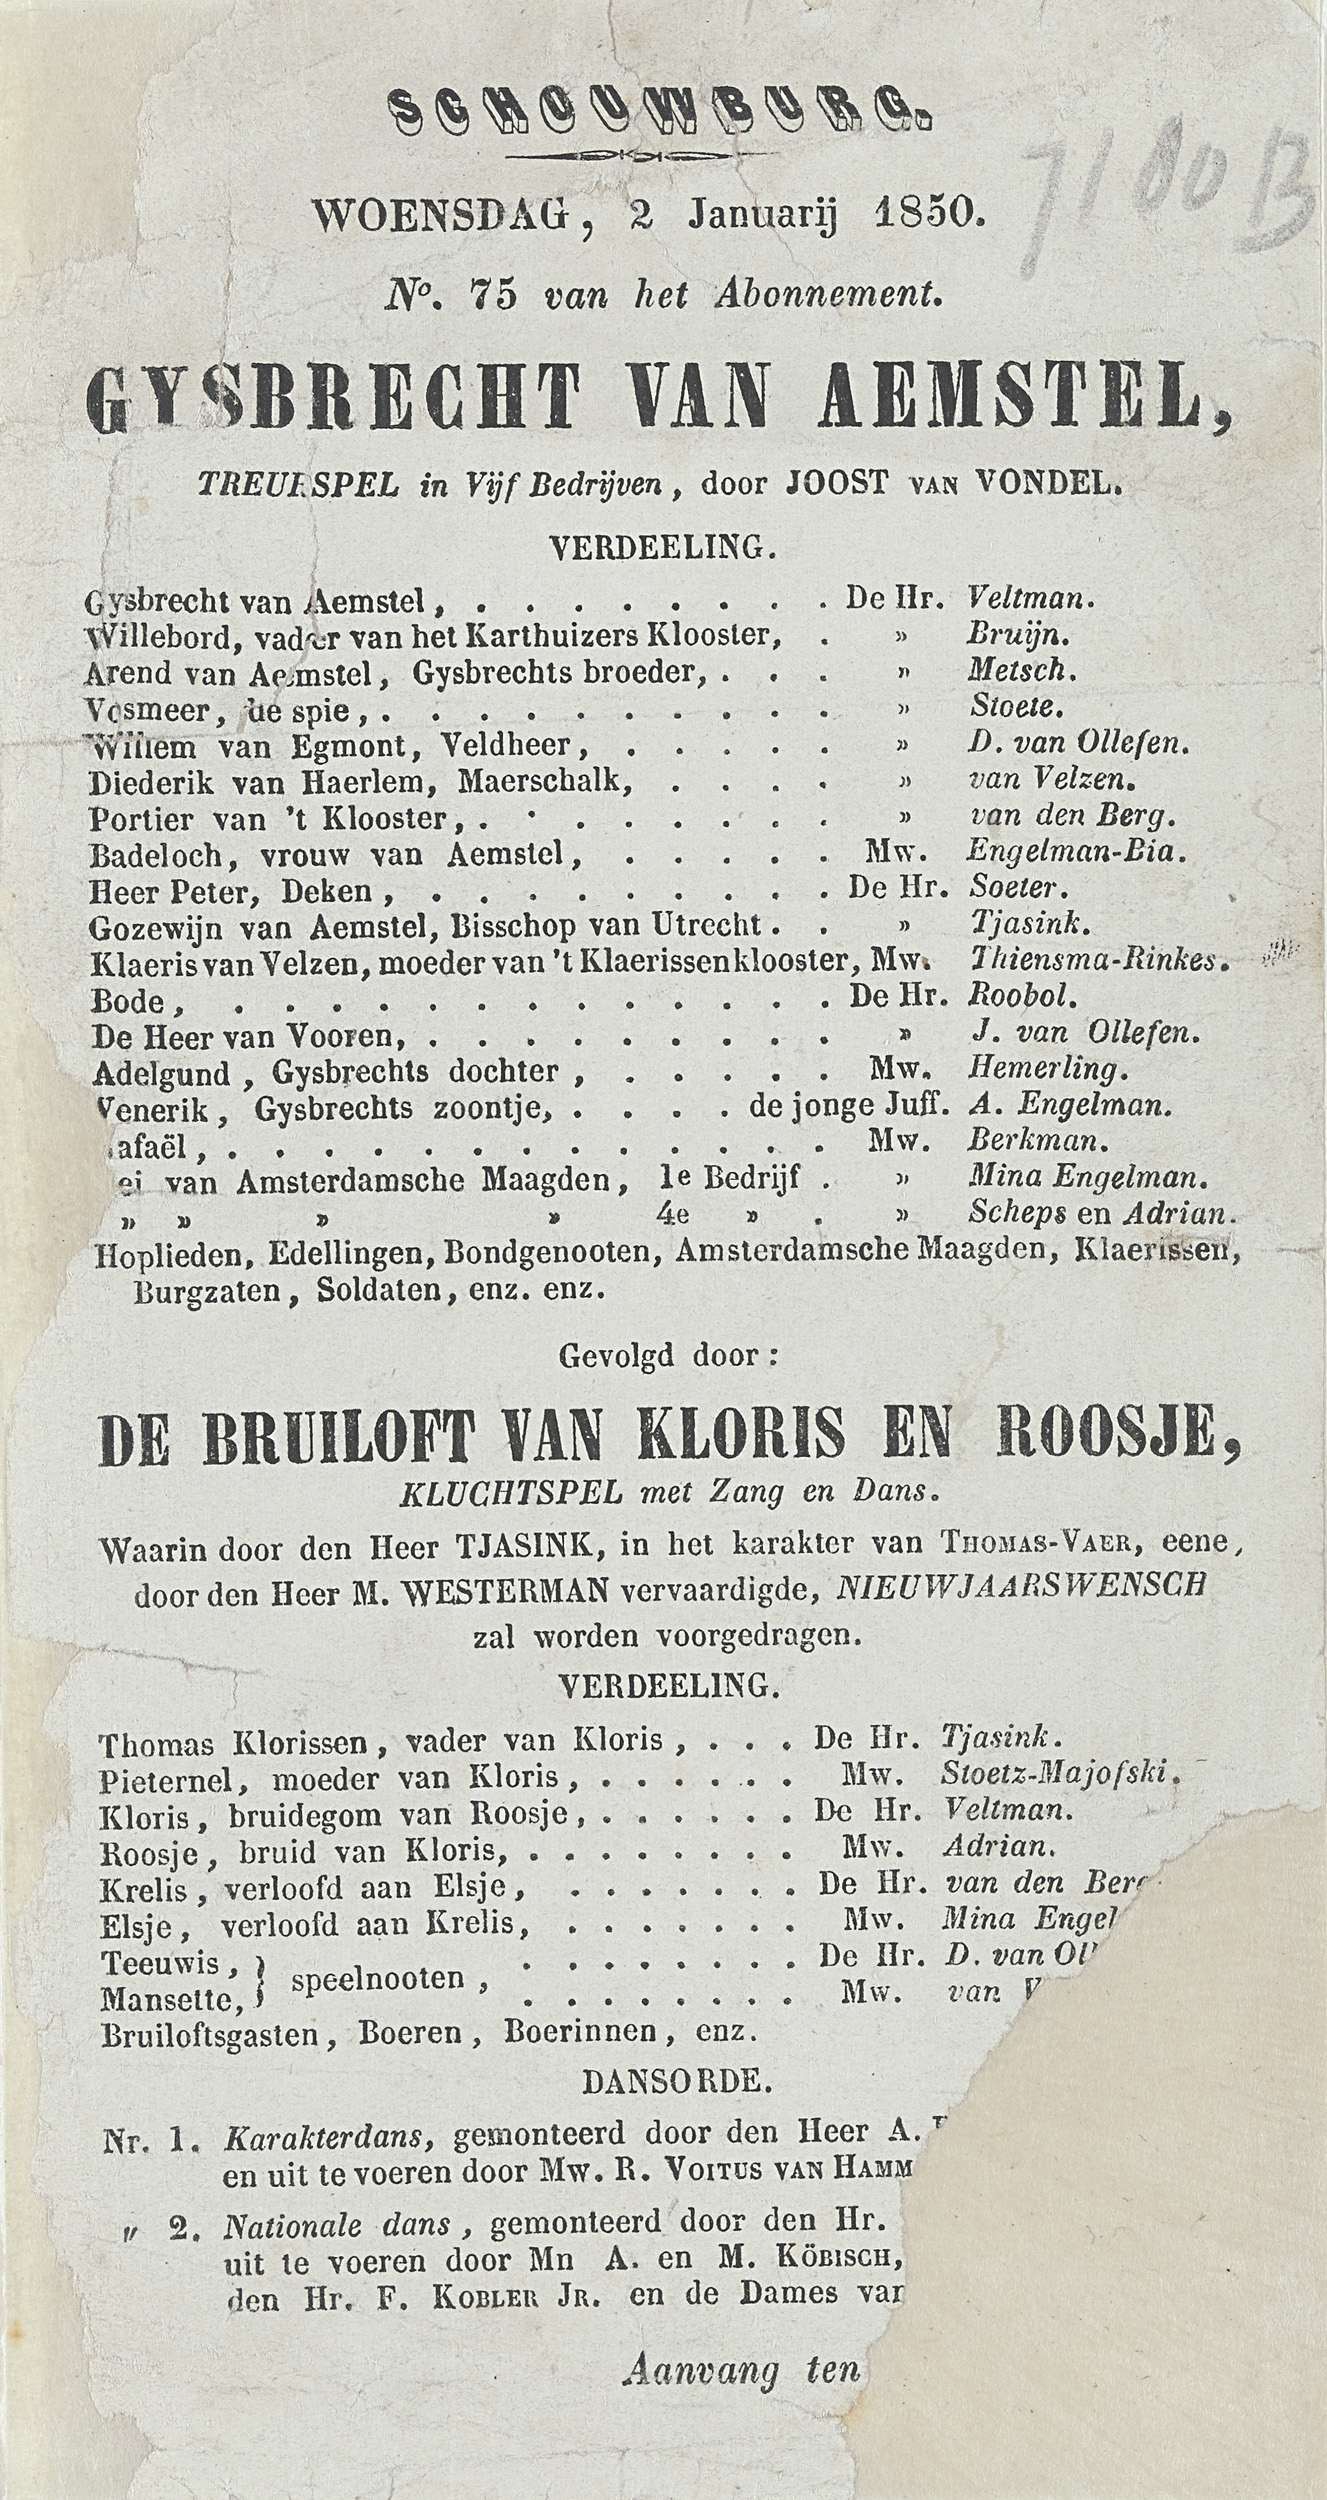 SCHOUWBURG.
71 00 B
WOENSDAG, 2 Januarij 1850.
No. 75 van het Abonnement.
GYSBRECHT VAN AEMSTEL,
TREURSPEL in Vijf Bedrijven, door JOOST VAN VONDEL.
VERDEELING.
Gysbrecht van Aemstel, . . . . . . . . De Hr. Veltman.
Willebord, vader van het Karthuizers Klooster, . » Bruijn.
Arend van Aemstel, Gysbrechts broeder, . . . » Metsch.
Vosmeer, de spie, . . . . . . . . . . » Stoete.
Willem van Egmont, Veldheer, . . . . . » D. van Ollefen.
Diederik van Haerlem, Maerschalk, . . . . » van Velzen.
Portier van 't Klooster, . . . . . . . . » van den Berg.
Badeloch, vrouw van Aemstel, . . . . . Mw. Engelman-Bia.
Heer Peter, Deken, . . . . . . . . . De Hr. Soeter.
Gozewijn van Aemstel, Bisschop van Utrecht . . » Tjasink.
Klaeris van Velzen, moeder van 't Klaerissenklooster, Mw. Thiensma-Rinkes.
Bode, . . . . . . . . . . . . . De Hr. Roobol.
De Heer van Vooren, . . . . . . . . . » J. van Ollefen.
Adelgund, Gysbrechts dochter, . . . . . Mw. Hemerling.
Venerik, Gysbrechts zoontje, . . . . de jonge Juff. A. Engelman.
afaël, . . . . . . . . . . . . . Mw. Berkman.
ei van Amsterdamsche Maagden, 1e Bedrijf . » Mina Engelman.
» » » » 4e » . » Scheps en Adrian.
Hoplieden, Edellingen, Bondgenooten, Amsterdamsche Maagden, Klaerissen,
Burgzaten, Soldaten, enz. enz.
Gevolgd door:
DE BRUILOFT VAN KLORIS EN ROOSJE,
KLUCHTSPEL met Zang en Dans.
Waarin door den Heer TJASINK, in het karakter van THOMAS-VAER, eene,
door den Heer M. WESTERMAN vervaardigde, NIEUWJAARSWENSCH
zal worden voorgedragen.
VERDEELING.
Thomas Klorissen, vader van Kloris, . . . De Hr. Tjasink.
Pieternel, moeder van Kloris, . . . . . . Mw. Stoetz-Majofski.
Kloris, bruidegom van Roosje, . . . . . . De Hr. Veltman.
Roosje, bruid van Kloris, . . . . . . . . Mw. Adrian.
Krelis, verloofd aan Elsje, . . . . . . . De Hr. van den Berg
Elsje, verloofd aan Krelis, . . . . . . . Mw. Mina Engel
Teeuwis, } speelnooten, . . . . . . . . De Hr. D. van Ol
Mansette, } . . . . . . . . Mw. van V
Bruiloftsgasten, Boeren, Boerinnen, enz.
DANSORDE.
Nr. 1. Karakterdans, gemonteerd door den Heer A.
en uit te voeren door Mw. R. VOITUS VAN HAMM
„ 2. Nationale dans, gemonteerd door den Hr.
uit te voeren door Mn A. en M. KÖBISCH,
den Hr. F. KOBLER JR. en de Dames van
Aanvang ten